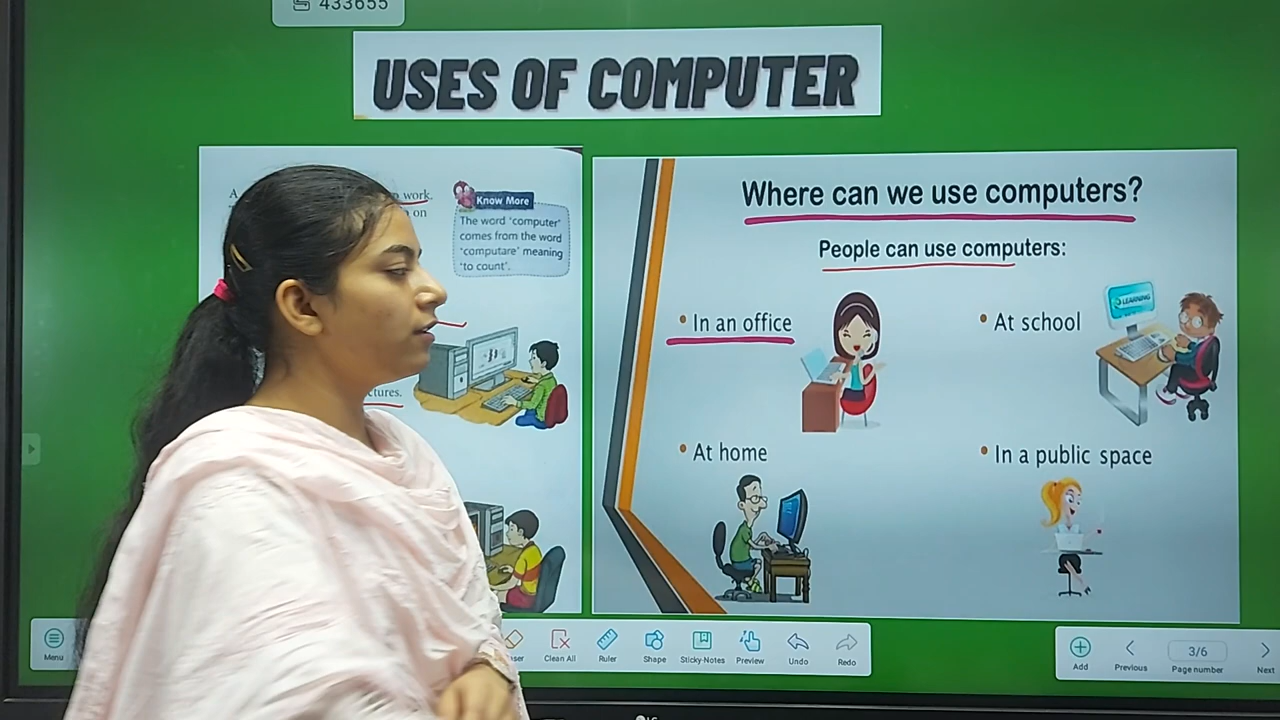 433655
USES OF COMPUTER
A
work.
on
Know More
The word 'computer'
comes from the word
'computare' meaning
'to count'.
ctures.
Where can we use computers?
People can use computers:
• In an office
• At school
LEARNING
• At home
• In a public space
Menu
ser
Clean All
Ruler
Shape
Sticky-Notes
Preview
Undo
Redo
Add
Previous
3/6
Page number
Next